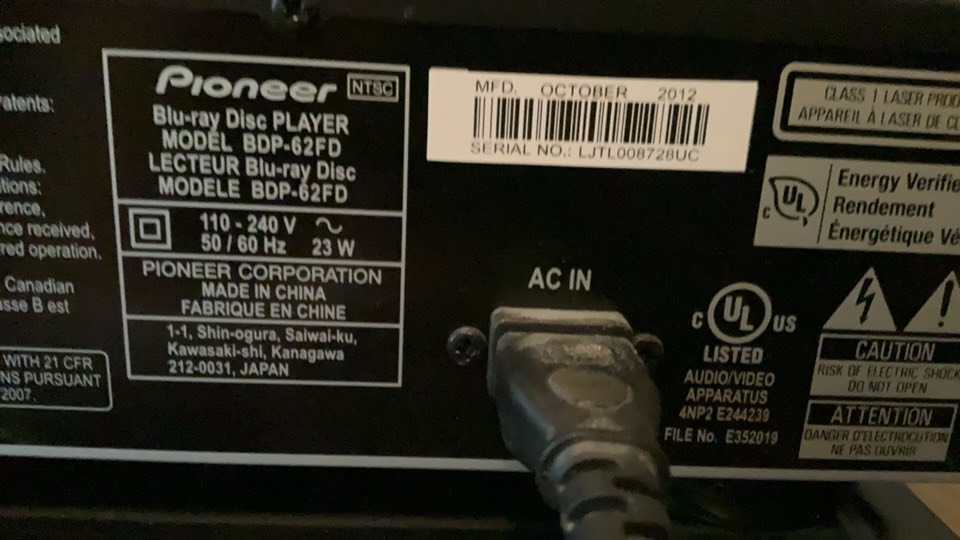 sociated
Patents:
Rules.
tions:
rence,
nce received,
red operation.
Canadian
asse B est
WITH 21 CFR
NS PURSUANT
2007.
Pioneer NTSC
Blu-ray Disc PLAYER
MODEL BDP-62FD
LECTEUR Blu-ray Disc
MODELE BDP-62FD
110 - 240 V ~
50 / 60 Hz 23 W
PIONEER CORPORATION
MADE IN CHINA
FABRIQUE EN CHINE
1-1, Shin-ogura, Saiwai-ku,
Kawasaki-shi, Kanagawa
212-0031, JAPAN
MFD. OCTOBER 2012
SERIAL NO.: LJTL008728UC
AC IN
C UL US
LISTED
AUDIO/VIDEO
APPARATUS
4NP2 E244239
FILE No. E352019
CLASS 1 LASER PROD
APPAREIL À LASER DE CL
c UL
Energy Verifie
Rendement
Énergétique Vé
CAUTION
RISK OF ELECTRIC SHOCK
DO NOT OPEN
ATTENTION
DANGER D'ELECTROCUTION
NE PAS OUVRIR